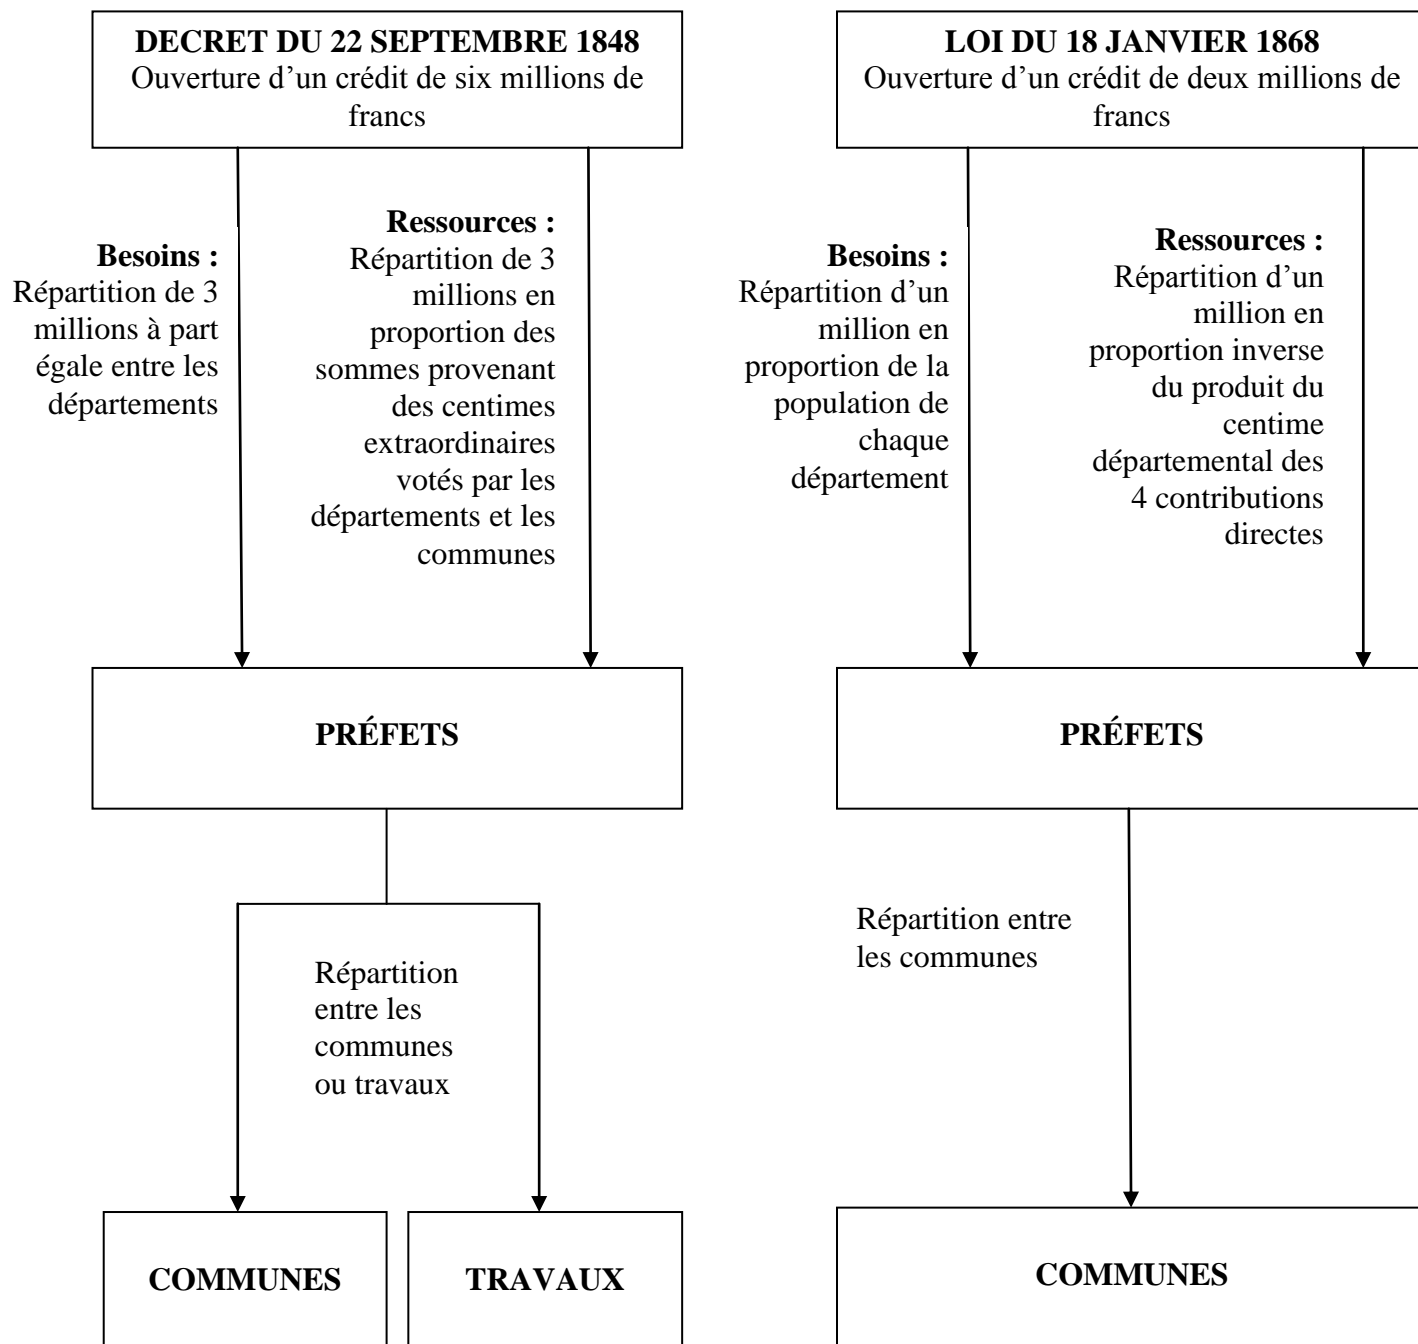 DECRET DU 22 SEPTEMBRE 1848
Ouverture d’un crédit de six millions de
francs
Besoins :
Répartition de 3
millions à part
égale entre les
départements
Ressources :
Répartition de 3
millions en
proportion des
sommes provenant
des centimes
extraordinaires
votés par les
départements et les
communes
PRÉFETS
Répartition
entre les
communes
ou travaux
COMMUNES
TRAVAUX
LOI DU 18 JANVIER 1868
Ouverture d’un crédit de deux millions de
francs
Besoins :
Répartition d’un
million en
proportion de la
population de
chaque
département
Ressources :
Répartition d’un
million en
proportion inverse
du produit du
centime
départemental des
4 contributions
directes
PRÉFETS
Répartition entre
les communes
COMMUNES